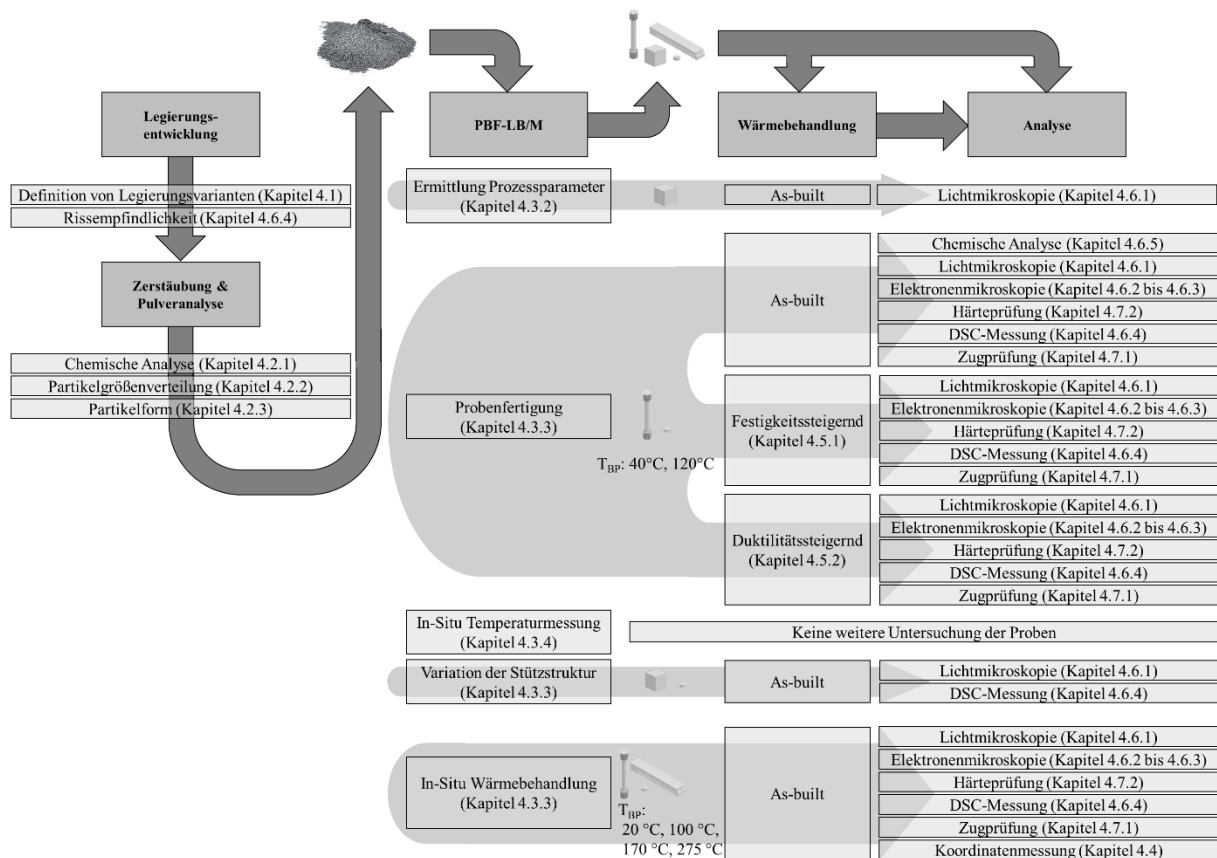 Legierungs-
entwicklung
PBF-LB/M
Wärmebehandlung
Analyse
Definition von Legierungsvarianten (Kapitel 4.1)
Rissempfindlichkeit (Kapitel 4.6.4)
Zerstäubung &
Pulveranalyse
Chemische Analyse (Kapitel 4.2.1)
Partikelgrößenverteilung (Kapitel 4.2.2)
Partikelform (Kapitel 4.2.3)
Ermittlung Prozessparameter
(Kapitel 4.3.2)
As-built
Lichtmikroskopie (Kapitel 4.6.1)
Probenfertigung
(Kapitel 4.3.3)
TBP: 40°C, 120°C
As-built
Chemische Analyse (Kapitel 4.6.5)
Lichtmikroskopie (Kapitel 4.6.1)
Elektronenmikroskopie (Kapitel 4.6.2 bis 4.6.3)
Härteprüfung (Kapitel 4.7.2)
DSC-Messung (Kapitel 4.6.4)
Zugprüfung (Kapitel 4.7.1)
Festigkeitssteigernd
(Kapitel 4.5.1)
Lichtmikroskopie (Kapitel 4.6.1)
Elektronenmikroskopie (Kapitel 4.6.2 bis 4.6.3)
Härteprüfung (Kapitel 4.7.2)
DSC-Messung (Kapitel 4.6.4)
Zugprüfung (Kapitel 4.7.1)
Duktilitätssteigernd
(Kapitel 4.5.2)
Lichtmikroskopie (Kapitel 4.6.1)
Elektronenmikroskopie (Kapitel 4.6.2 bis 4.6.3)
Härteprüfung (Kapitel 4.7.2)
DSC-Messung (Kapitel 4.6.4)
Zugprüfung (Kapitel 4.7.1)
In-Situ Temperaturmessung
(Kapitel 4.3.4)
Keine weitere Untersuchung der Proben
Variation der Stützstruktur
(Kapitel 4.3.3)
As-built
Lichtmikroskopie (Kapitel 4.6.1)
DSC-Messung (Kapitel 4.6.4)
In-Situ Wärmebehandlung
(Kapitel 4.3.3)
TBP:
20 °C, 100 °C,
170 °C, 275 °C
As-built
Lichtmikroskopie (Kapitel 4.6.1)
Elektronenmikroskopie (Kapitel 4.6.2 bis 4.6.3)
Härteprüfung (Kapitel 4.7.2)
DSC-Messung (Kapitel 4.6.4)
Zugprüfung (Kapitel 4.7.1)
Koordinatenmessung (Kapitel 4.4)